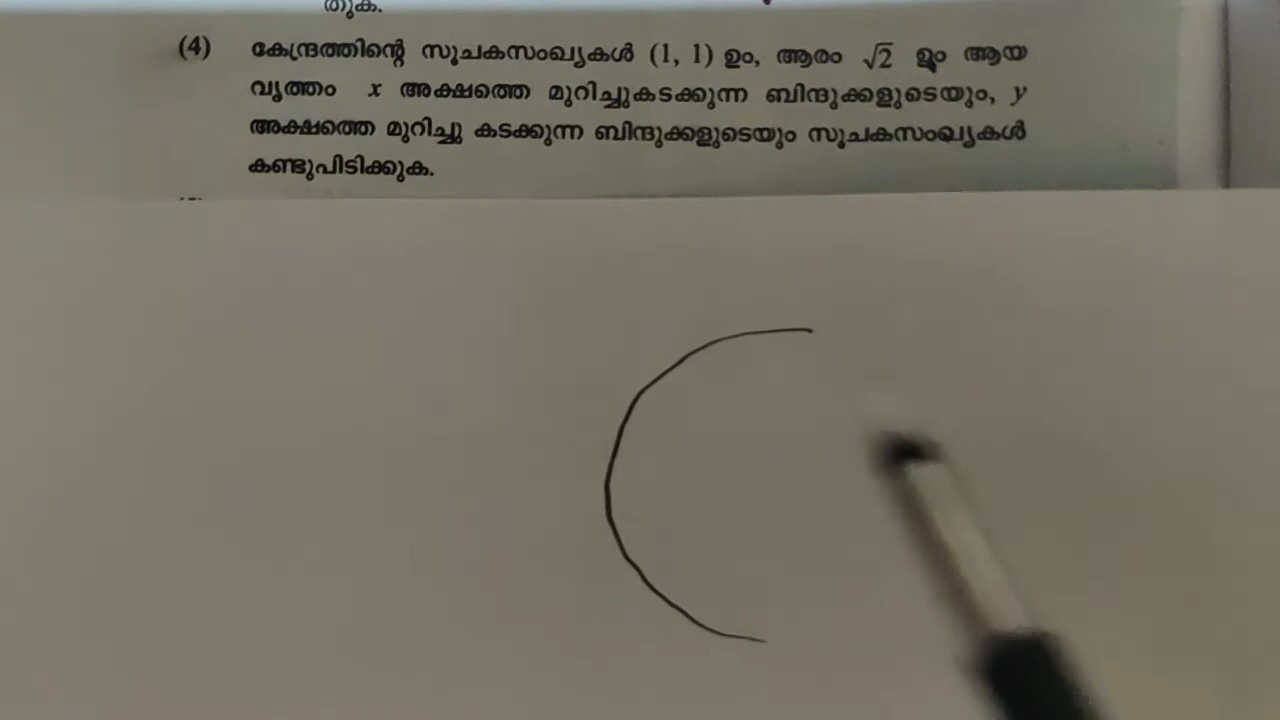 തുക.
(4) കേന്ദ്രത്തിന്റെ സൂചകസംഖ്യകൾ (1, 1) ഉം, ആരം √2 ഉം ആയ
വൃത്തം x അക്ഷത്തെ മുറിച്ചുകടക്കുന്ന ബിന്ദുക്കളുടെയും, y
അക്ഷത്തെ മുറിച്ചു കടക്കുന്ന ബിന്ദുക്കളുടെയും സൂചകസംഖ്യകൾ
കണ്ടുപിടിക്കുക.